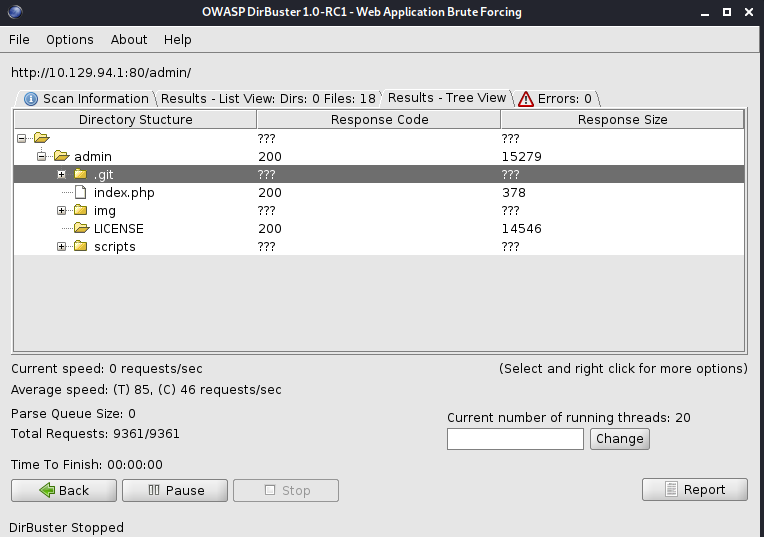 OWASP DirBuster 1.0-RC1 - Web Application Brute Forcing
File Options About Help
http://10.129.94.1:80/admin/
Scan Information Results - List View: Dirs: 0 Files: 18 Results - Tree View Errors: 0
Directory Stucture Response Code Response Size
??? ???
admin 200 15279
.git ??? ???
index.php 200 378
img ??? ???
LICENSE 200 14546
scripts ??? ???
Current speed: 0 requests/sec (Select and right click for more options)
Average speed: (T) 85, (C) 46 requests/sec
Parse Queue Size: 0
Total Requests: 9361/9361
Current number of running threads: 20
Change
Time To Finish: 00:00:00
Back Pause Stop Report
DirBuster Stopped